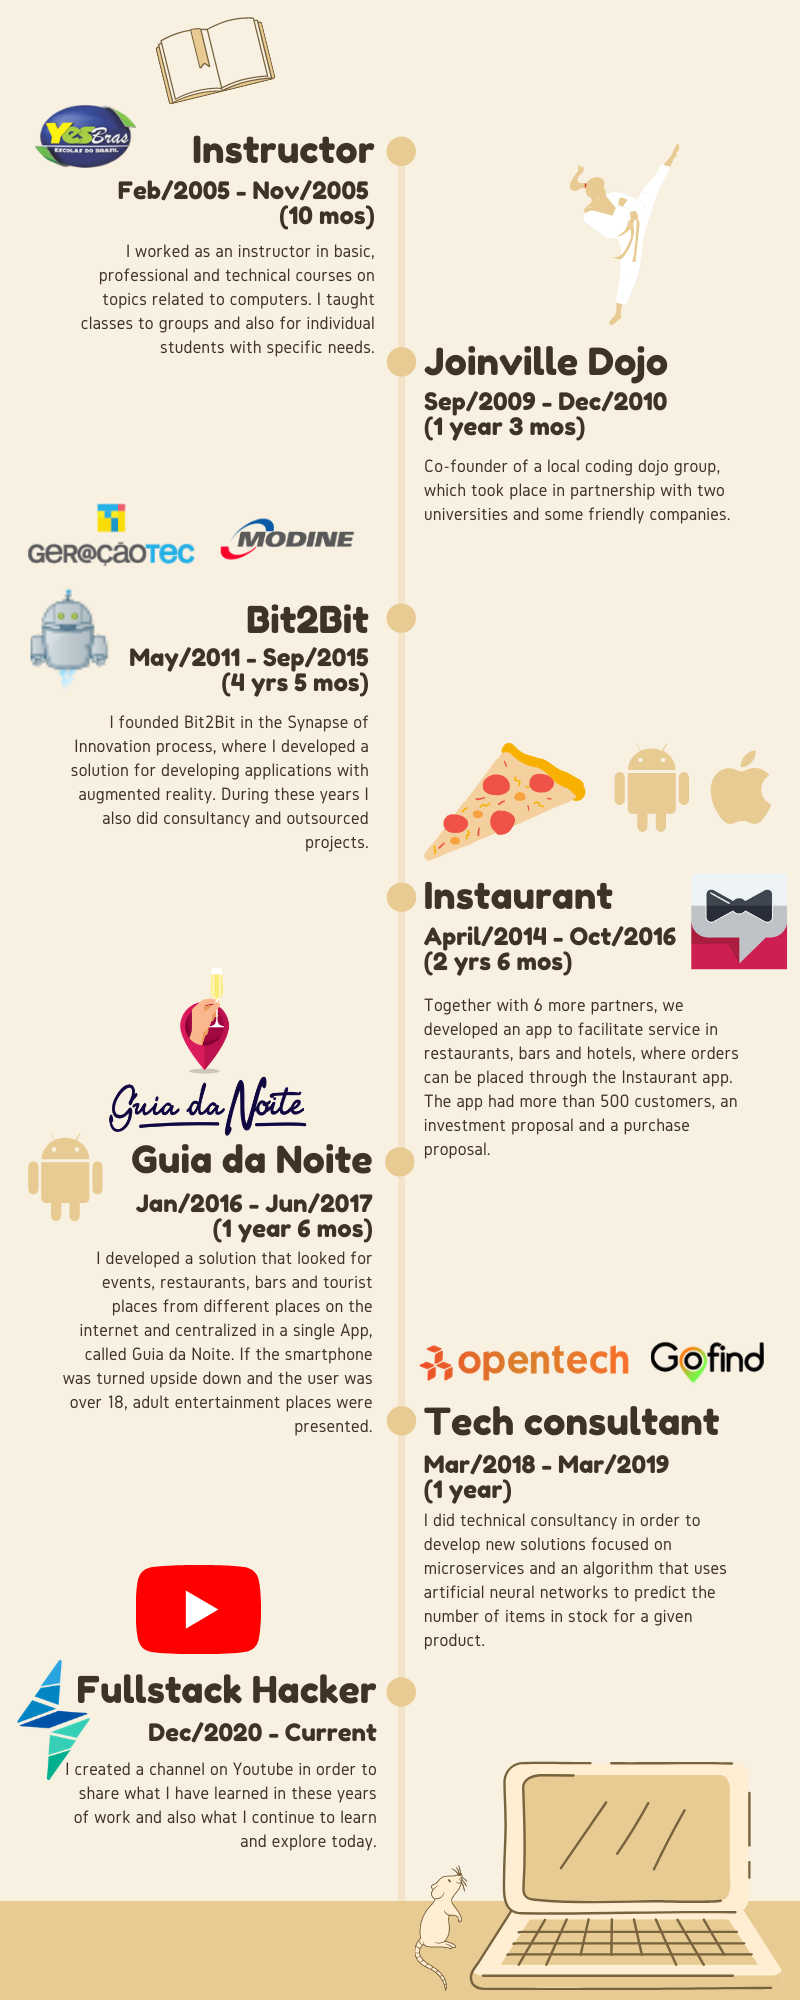 YesBras
ESCOLAS DO BRASIL
Instructor
Feb/2005 - Nov/2005
(10 mos)
I worked as an instructor in basic,
professional and technical courses on
topics related to computers. I taught
classes to groups and also for individual
students with specific needs.
Joinville Dojo
Sep/2009 - Dec/2010
(1 year 3 mos)
Co-founder of a local coding dojo group,
which took place in partnership with two
universities and some friendly companies.
GER@ÇÃOTEC
MODINE
Bit2Bit
May/2011 - Sep/2015
(4 yrs 5 mos)
I founded Bit2Bit in the Synapse of
Innovation process, where I developed a
solution for developing applications with
augmented reality. During these years I
also did consultancy and outsourced
projects.
Instaurant
April/2014 - Oct/2016
(2 yrs 6 mos)
Together with 6 more partners, we
developed an app to facilitate service in
restaurants, bars and hotels, where orders
can be placed through the Instaurant app.
The app had more than 500 customers, an
investment proposal and a purchase
proposal.
Guia da Noite
Guia da Noite
Jan/2016 - Jun/2017
(1 year 6 mos)
I developed a solution that looked for
events, restaurants, bars and tourist
places from different places on the
internet and centralized in a single App,
called Guia da Noite. If the smartphone
was turned upside down and the user was
over 18, adult entertainment places were
presented.
opentech
Gofind
Tech consultant
Mar/2018 - Mar/2019
(1 year)
I did technical consultancy in order to
develop new solutions focused on
microservices and an algorithm that uses
artificial neural networks to predict the
number of items in stock for a given
product.
Fullstack Hacker
Dec/2020 - Current
I created a channel on Youtube in order to
share what I have learned in these years
of work and also what I continue to learn
and explore today.